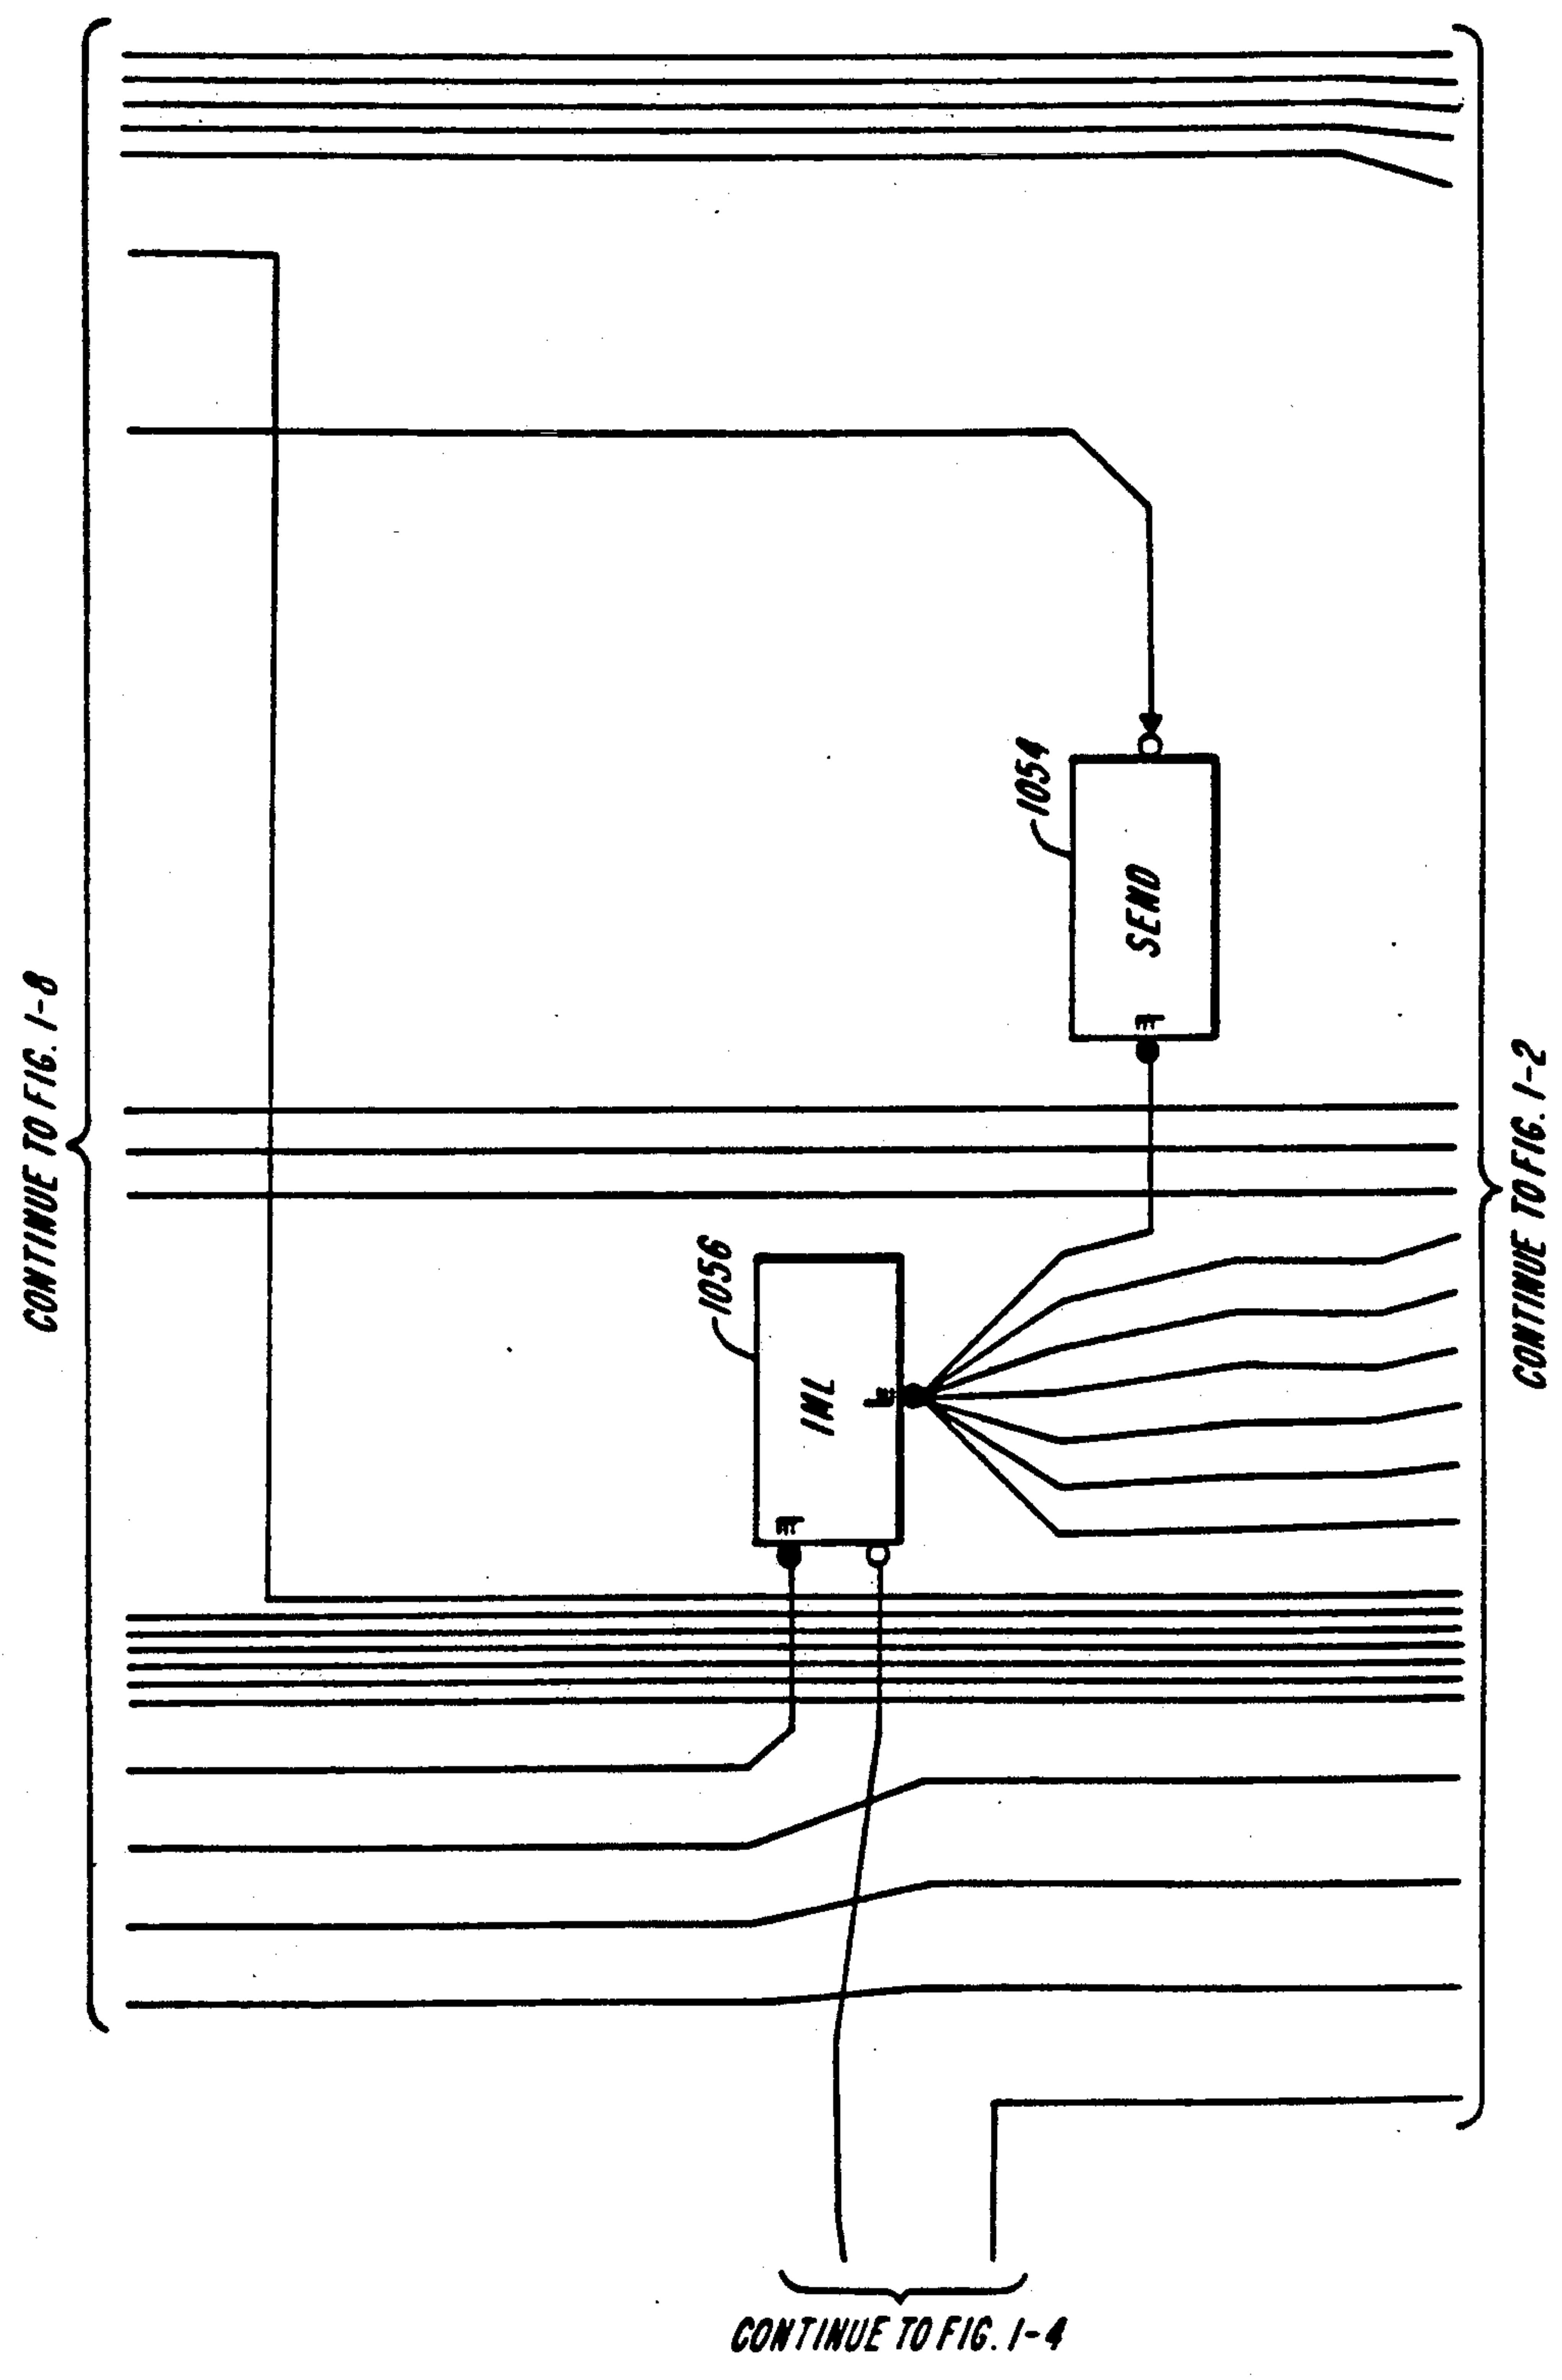 CONTINUE TO FIG. 1-8
1054
SEND
m
1056
IML
m
CONTINUE TO FIG. 1-2
CONTINUE TO FIG. 1-4